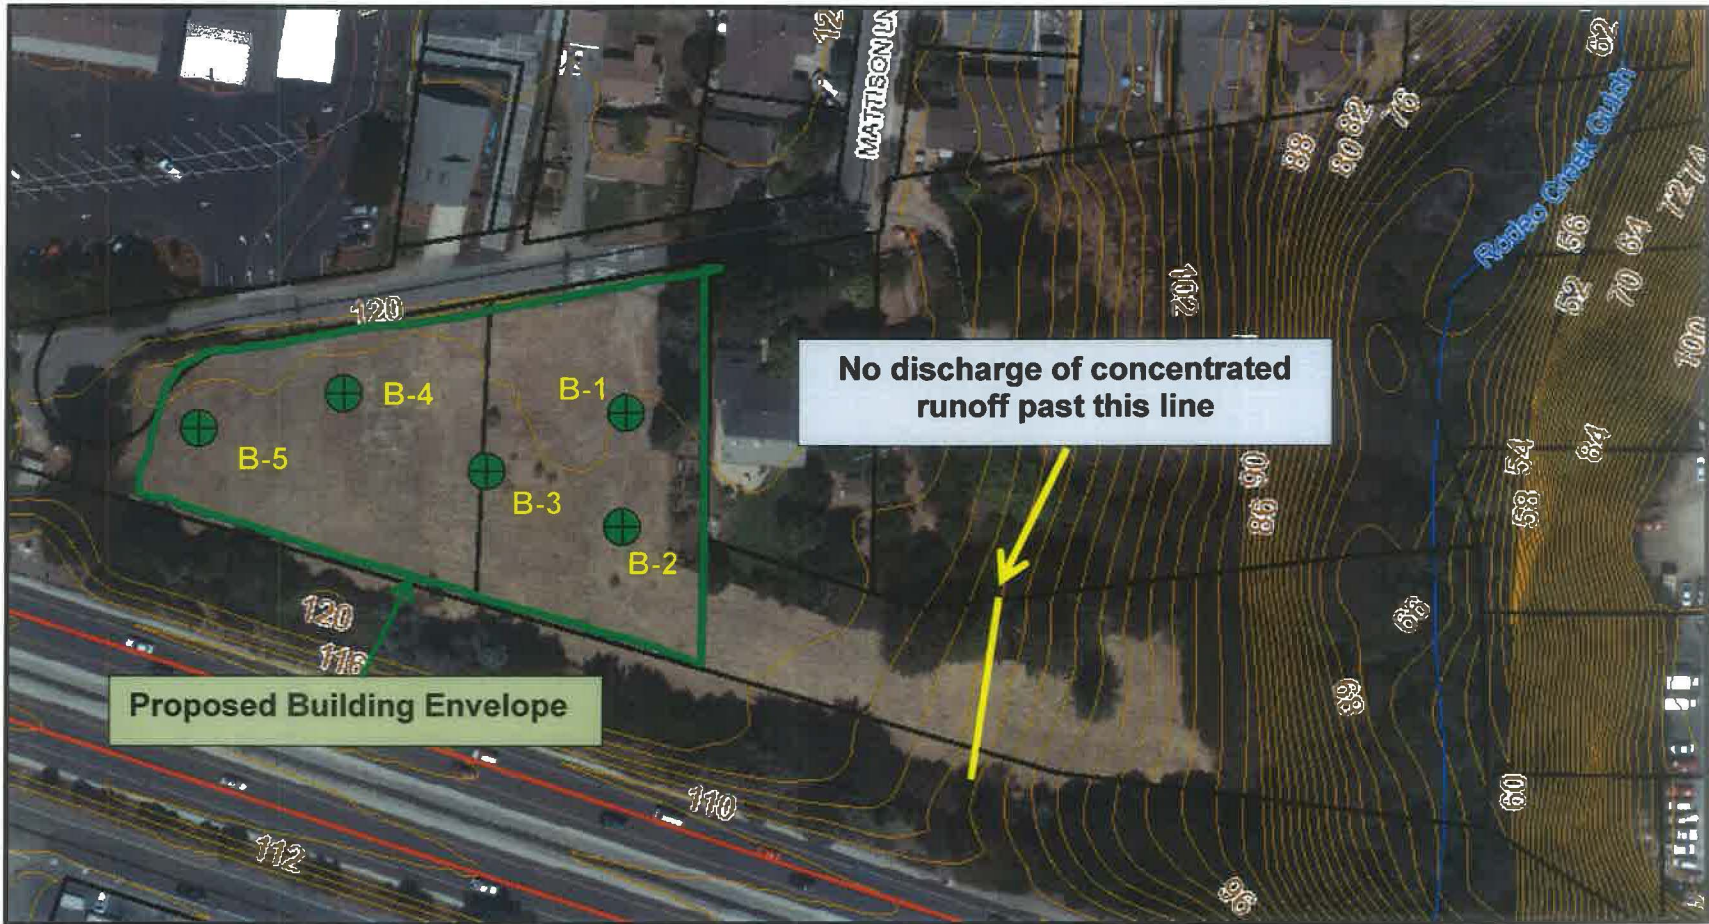 MATTISON LN
62
88
82
80
76
Rodeo Creek Gulch
72
74
56
64
52
70
102
120
No discharge of concentrated
runoff past this line
B-4
B-1
B-5
B-3
B-2
90
86
54
84
58
66
68
120
116
Proposed Building Envelope
110
112
60
96